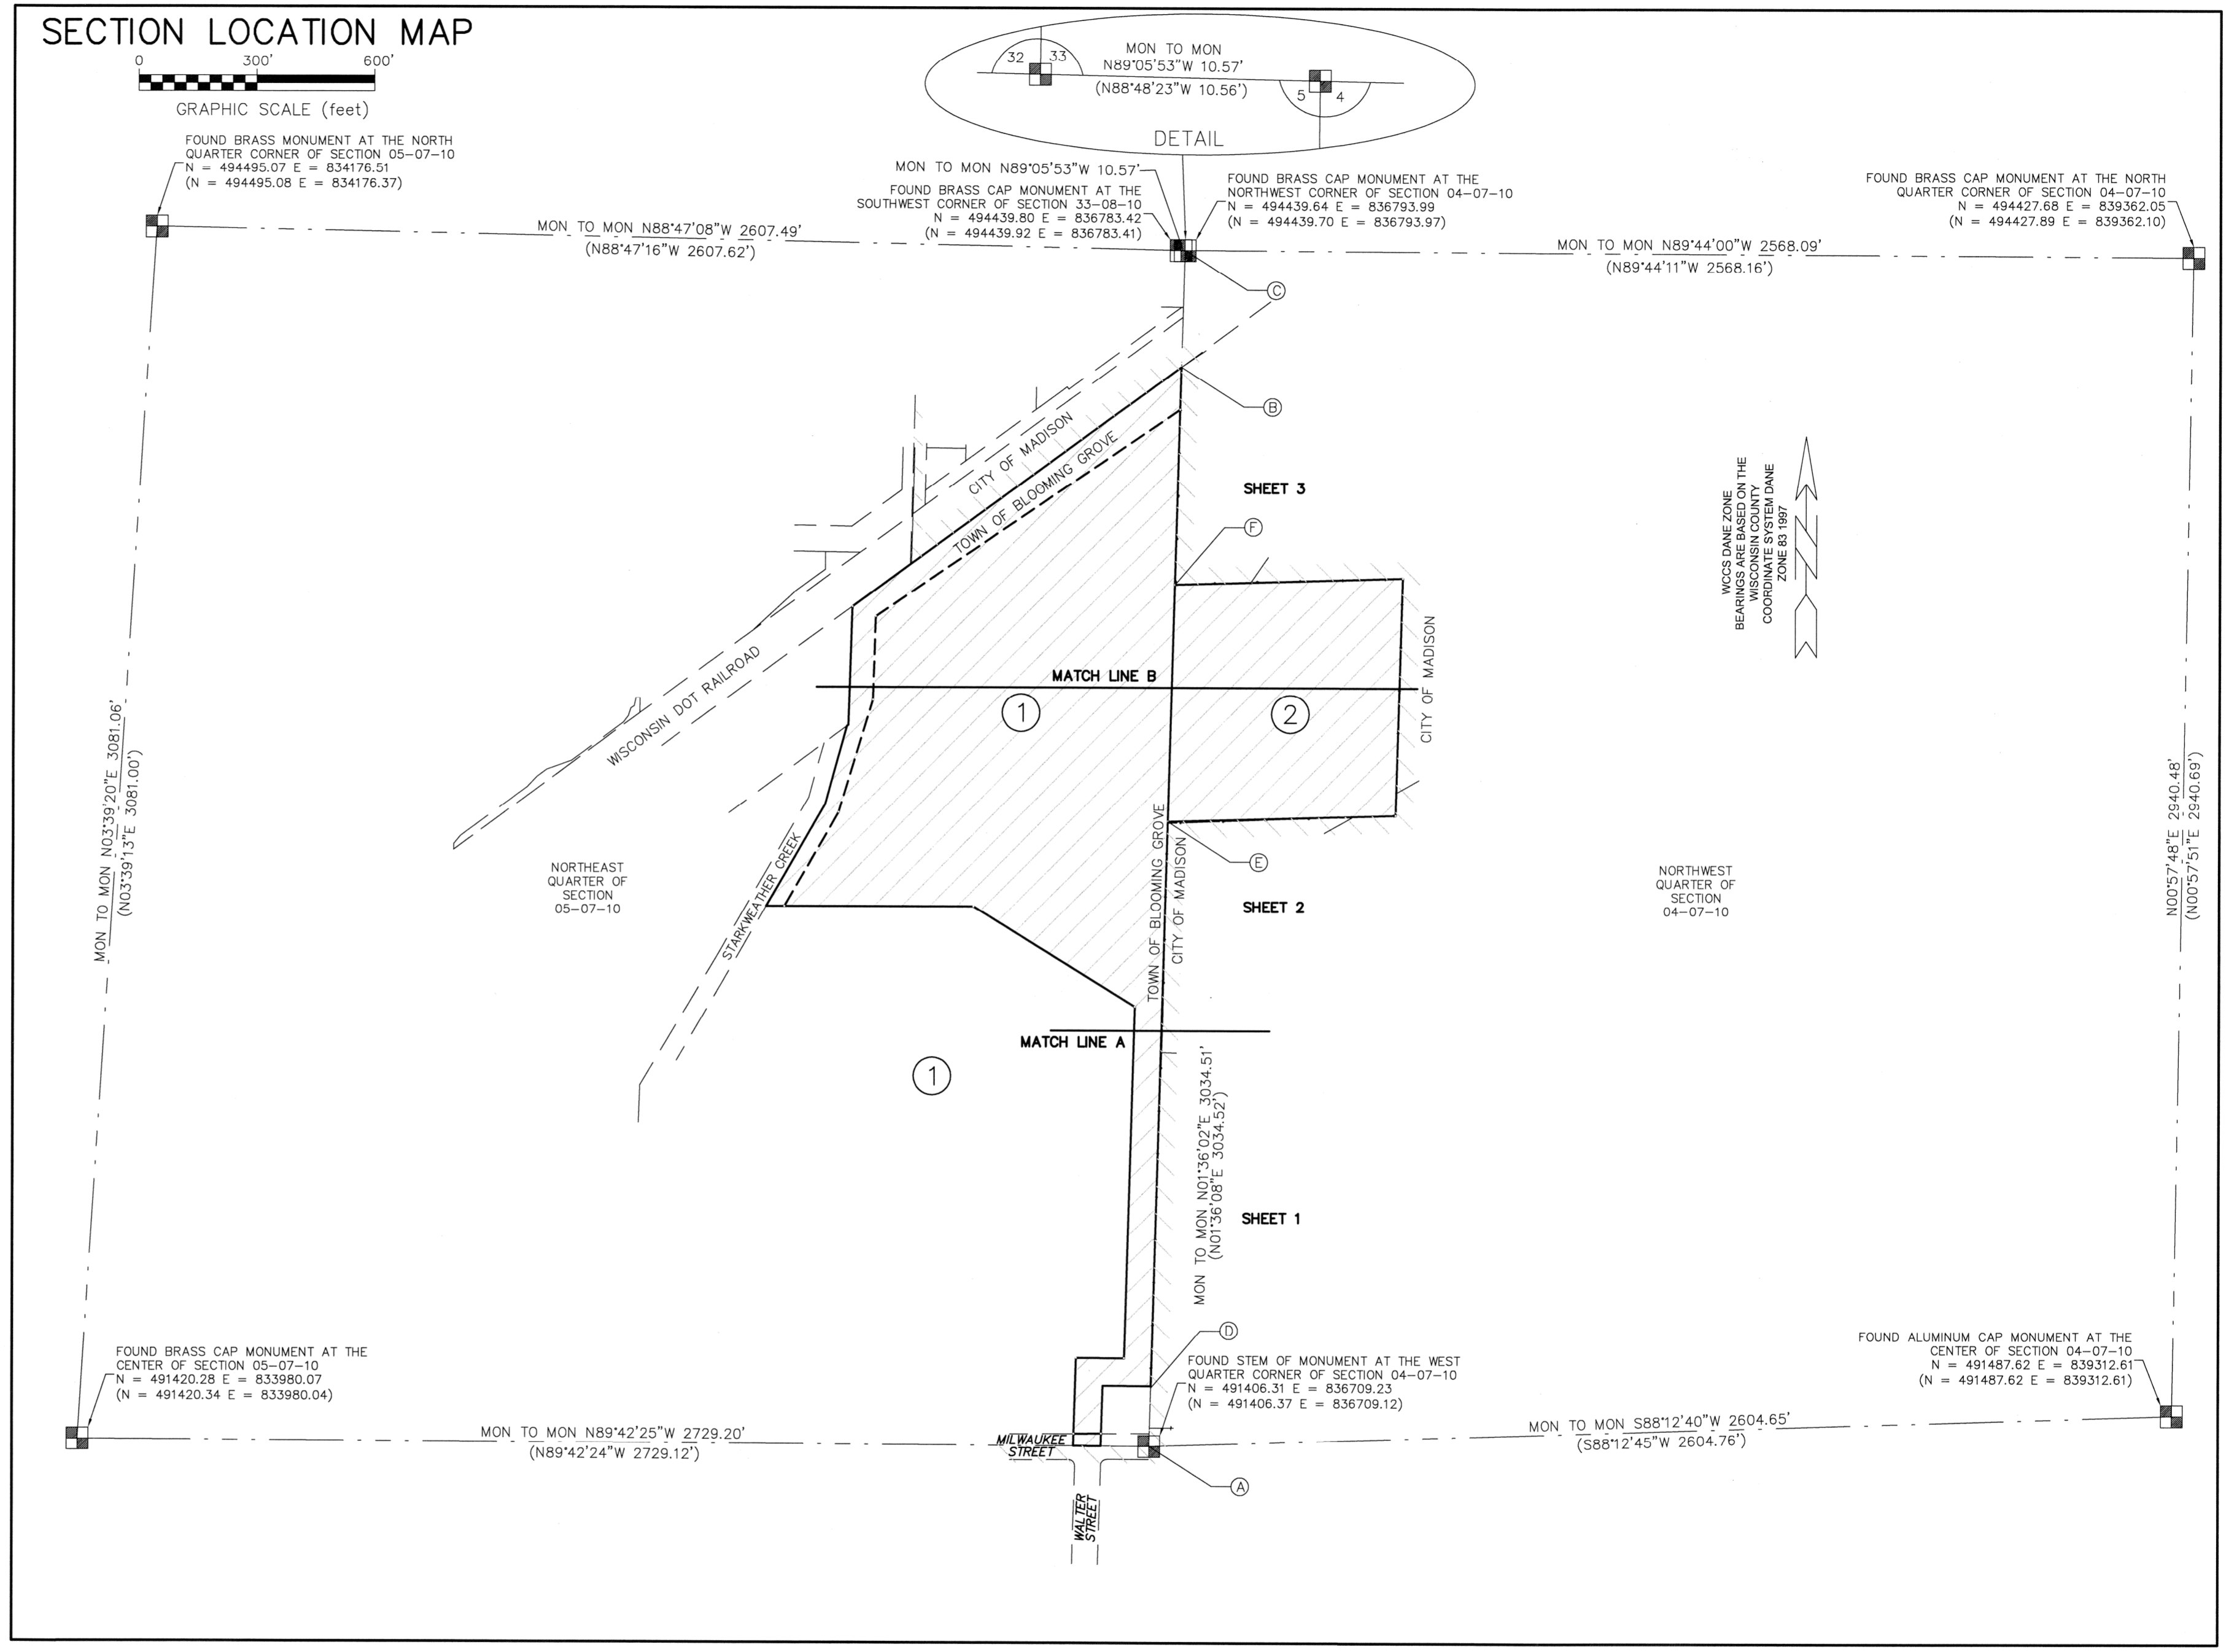 SECTION LOCATION MAP
0 300' 600'
GRAPHIC SCALE (feet)
32 33
MON TO MON
N89°05'53"W 10.57'
(N88°48'23"W 10.56')
5 4
DETAIL
FOUND BRASS MONUMENT AT THE NORTH
QUARTER CORNER OF SECTION 05-07-10
N = 494495.07 E = 834176.51
(N = 494495.08 E = 834176.37)
MON TO MON N89°05'53"W 10.57'
FOUND BRASS CAP MONUMENT AT THE
SOUTHWEST CORNER OF SECTION 33-08-10
N = 494439.80 E = 836783.42
(N = 494439.92 E = 836783.41)
FOUND BRASS CAP MONUMENT AT THE
NORTHWEST CORNER OF SECTION 04-07-10
N = 494439.64 E = 836793.99
(N = 494439.70 E = 836793.97)
FOUND BRASS CAP MONUMENT AT THE NORTH
QUARTER CORNER OF SECTION 04-07-10
N = 494427.68 E = 839362.05
(N = 494427.89 E = 839362.10)
MON TO MON N88°47'08"W 2607.49'
(N88°47'16"W 2607.62')
MON TO MON N89°44'00"W 2568.09'
(N89°44'11"W 2568.16')
C
B
CITY OF MADISON
TOWN OF BLOOMING GROVE
SHEET 3
F
WCCS DANE ZONE
BEARINGS ARE BASED ON THE
WISCONSIN COUNTY
COORDINATE SYSTEM DANE
ZONE 83 1997
WISCONSIN DOT RAILROAD
MATCH LINE B
1
2
CITY OF MADISON
MON TO MON N03°39'20"E 3081.06'
(N03°39'13"E 3081.00')
N00°57'48"E 2940.48'
(N00°57'51"E 2940.69')
STARKWEATHER CREEK
NORTHEAST
QUARTER OF
SECTION
05-07-10
TOWN OF BLOOMING GROVE
CITY OF MADISON
E
SHEET 2
NORTHWEST
QUARTER OF
SECTION
04-07-10
MATCH LINE A
1
MON TO MON N01°36'02"E 3034.51'
(N01°36'08"E 3034.52')
SHEET 1
D
FOUND BRASS CAP MONUMENT AT THE
CENTER OF SECTION 05-07-10
N = 491420.28 E = 833980.07
(N = 491420.34 E = 833980.04)
FOUND STEM OF MONUMENT AT THE WEST
QUARTER CORNER OF SECTION 04-07-10
N = 491406.31 E = 836709.23
(N = 491406.37 E = 836709.12)
FOUND ALUMINUM CAP MONUMENT AT THE
CENTER OF SECTION 04-07-10
N = 491487.62 E = 839312.61
(N = 491487.62 E = 839312.61)
MON TO MON N89°42'25"W 2729.20'
(N89°42'24"W 2729.12')
MILWAUKEE
STREET
MON TO MON S88°12'40"W 2604.65'
(S88°12'45"W 2604.76')
A
WALTER
STREET